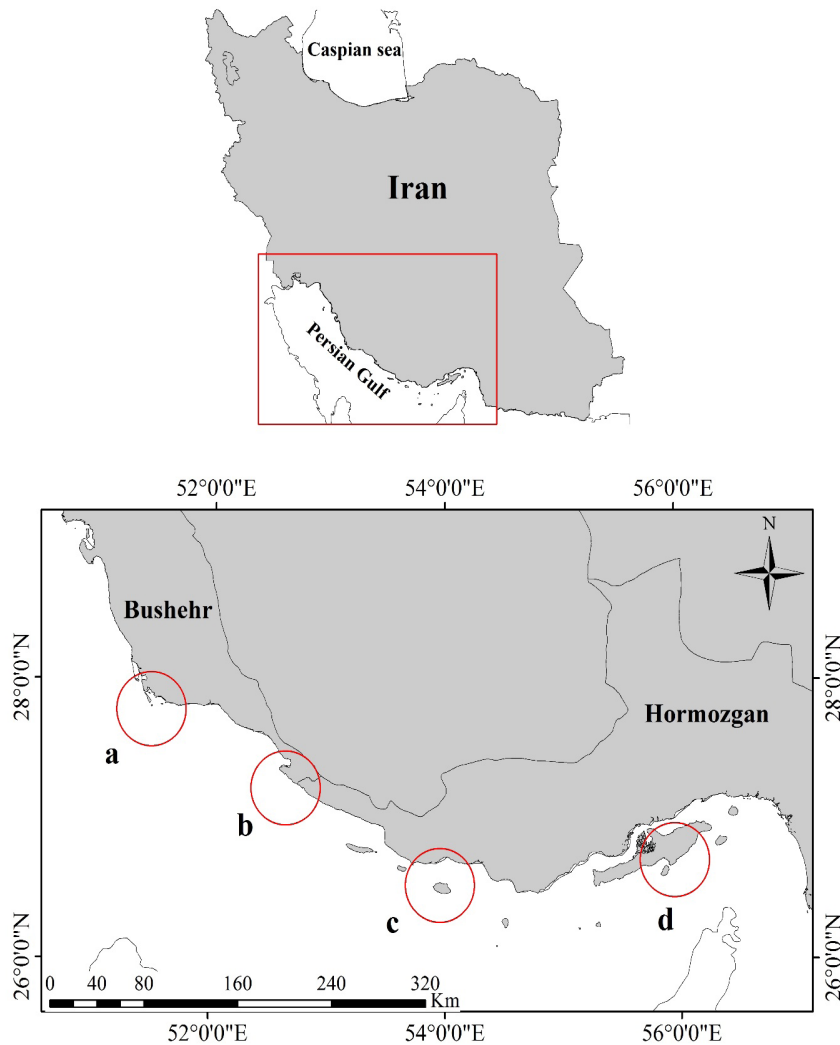 Caspian sea
Iran
Persian Gulf
52°0'0"E 54°0'0"E 56°0'0"E
N
Bushehr
28°0'0"N 28°0'0"N
Hormozgan
a
b
c
d
26°0'0"N 26°0'0"N
0 40 80 160 240 320
Km
52°0'0"E 54°0'0"E 56°0'0"E